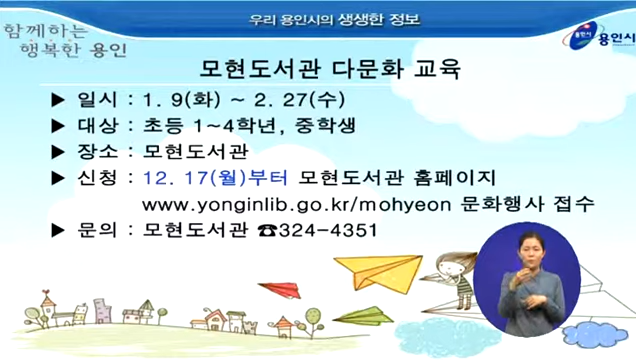 우리 용인시의 생생한 정보
함께하는
행복한 용인
용인시
용인시
모현도서관 다문화 교육
▶ 일시 : 1. 9(화) ~ 2. 27(수)
▶ 대상 : 초등 1~4학년, 중학생
▶ 장소 : 모현도서관
▶ 신청 : 12. 17(월)부터 모현도서관 홈페이지
www.yonginlib.go.kr/mohyeon 문화행사 접수
▶ 문의 : 모현도서관 ☎324-4351